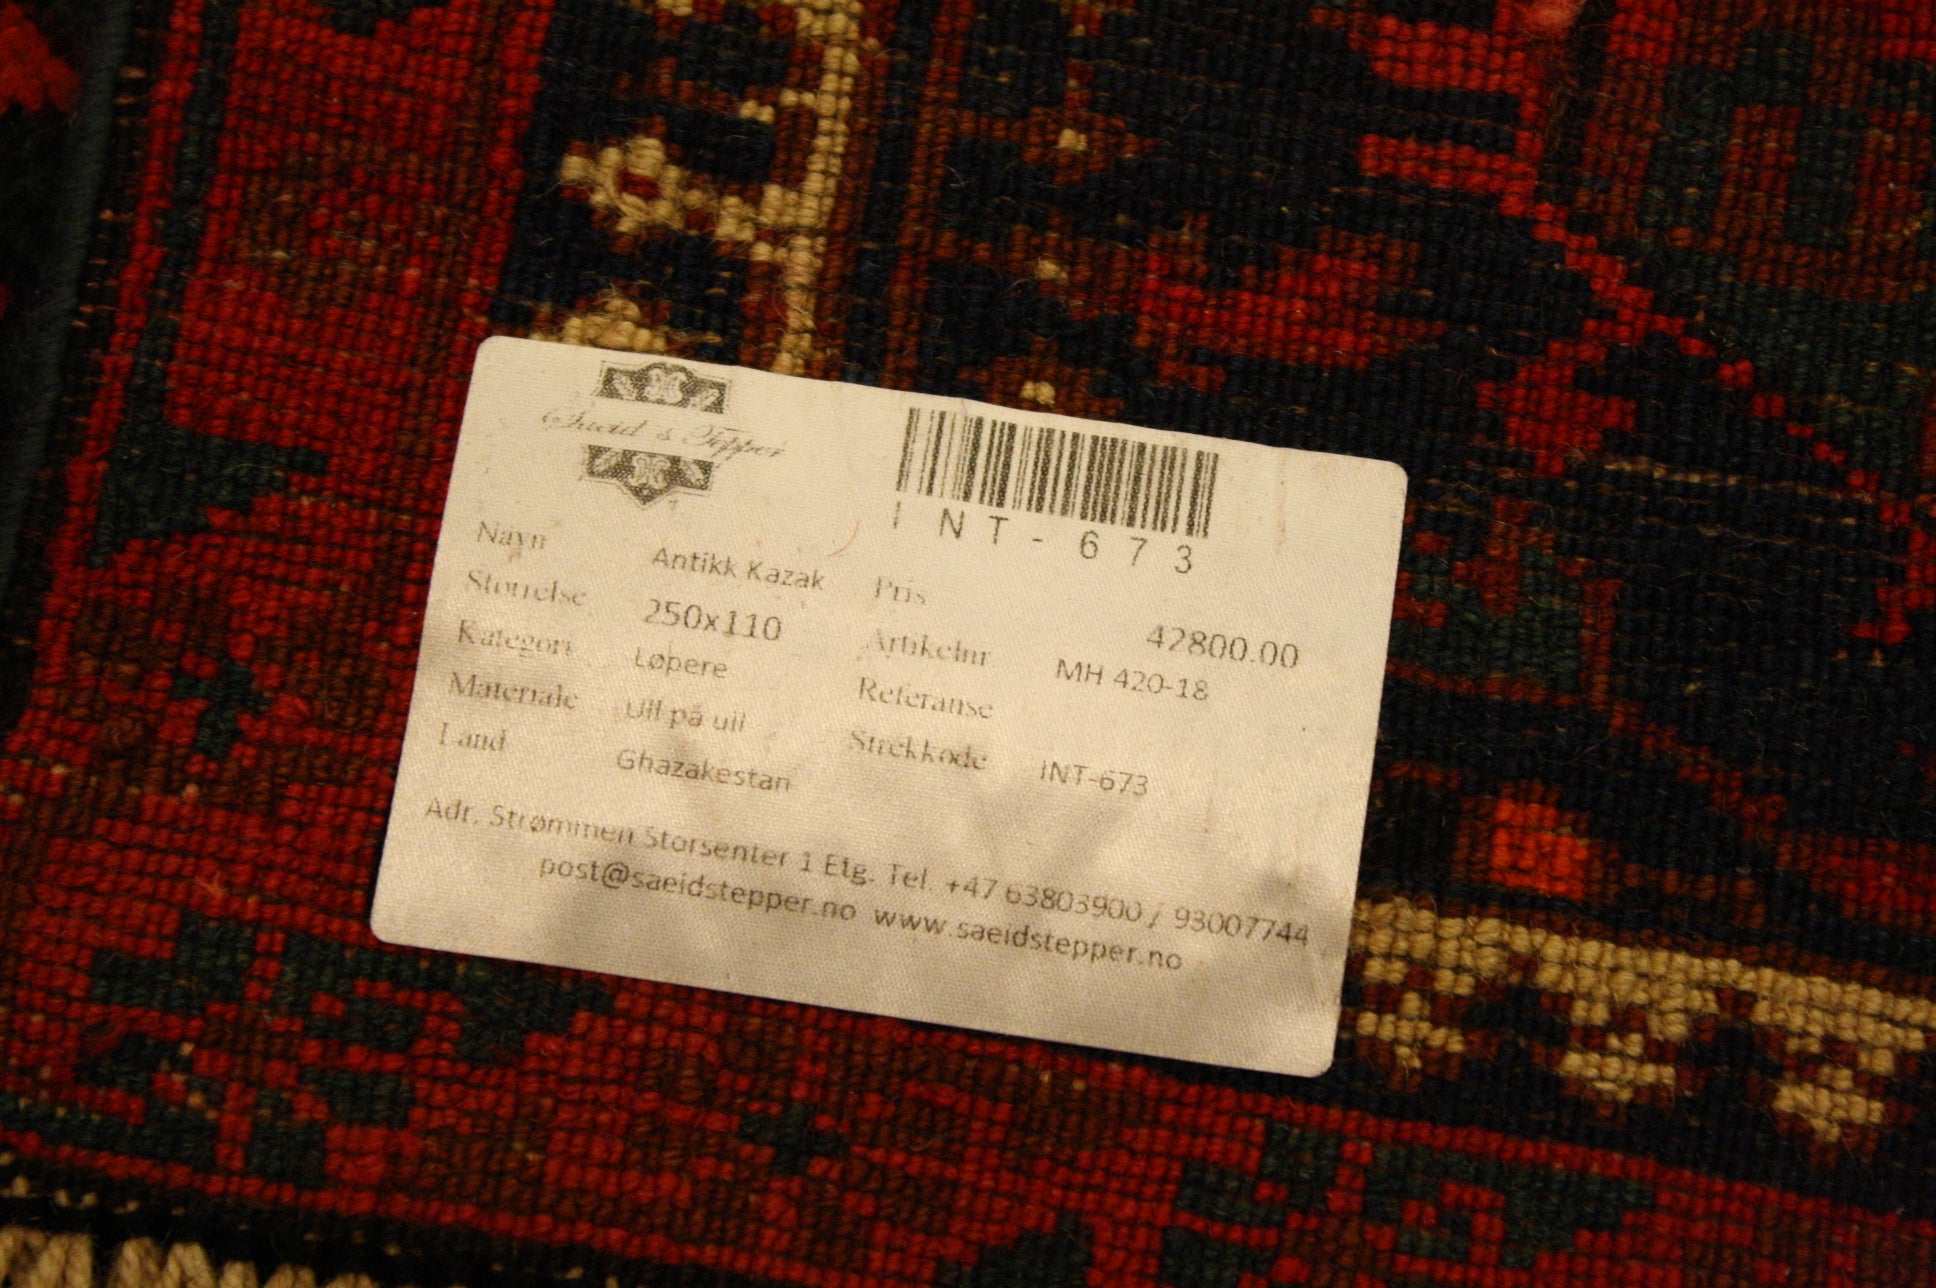 Saeid's Tepper
INT-673
Navn Antikk Kazak Pris 42800.00
Størrelse 250x110 Artikelnr MH 420-18
Kategori Løpere Referanse
Materiale Ull på ull Strekkode INT-673
Land Ghazakestan
Adr. Strømmen Storsenter 1 Etg. Tel. +47 63803900 / 93007744
post@saeidstepper.no www.saeidstepper.no